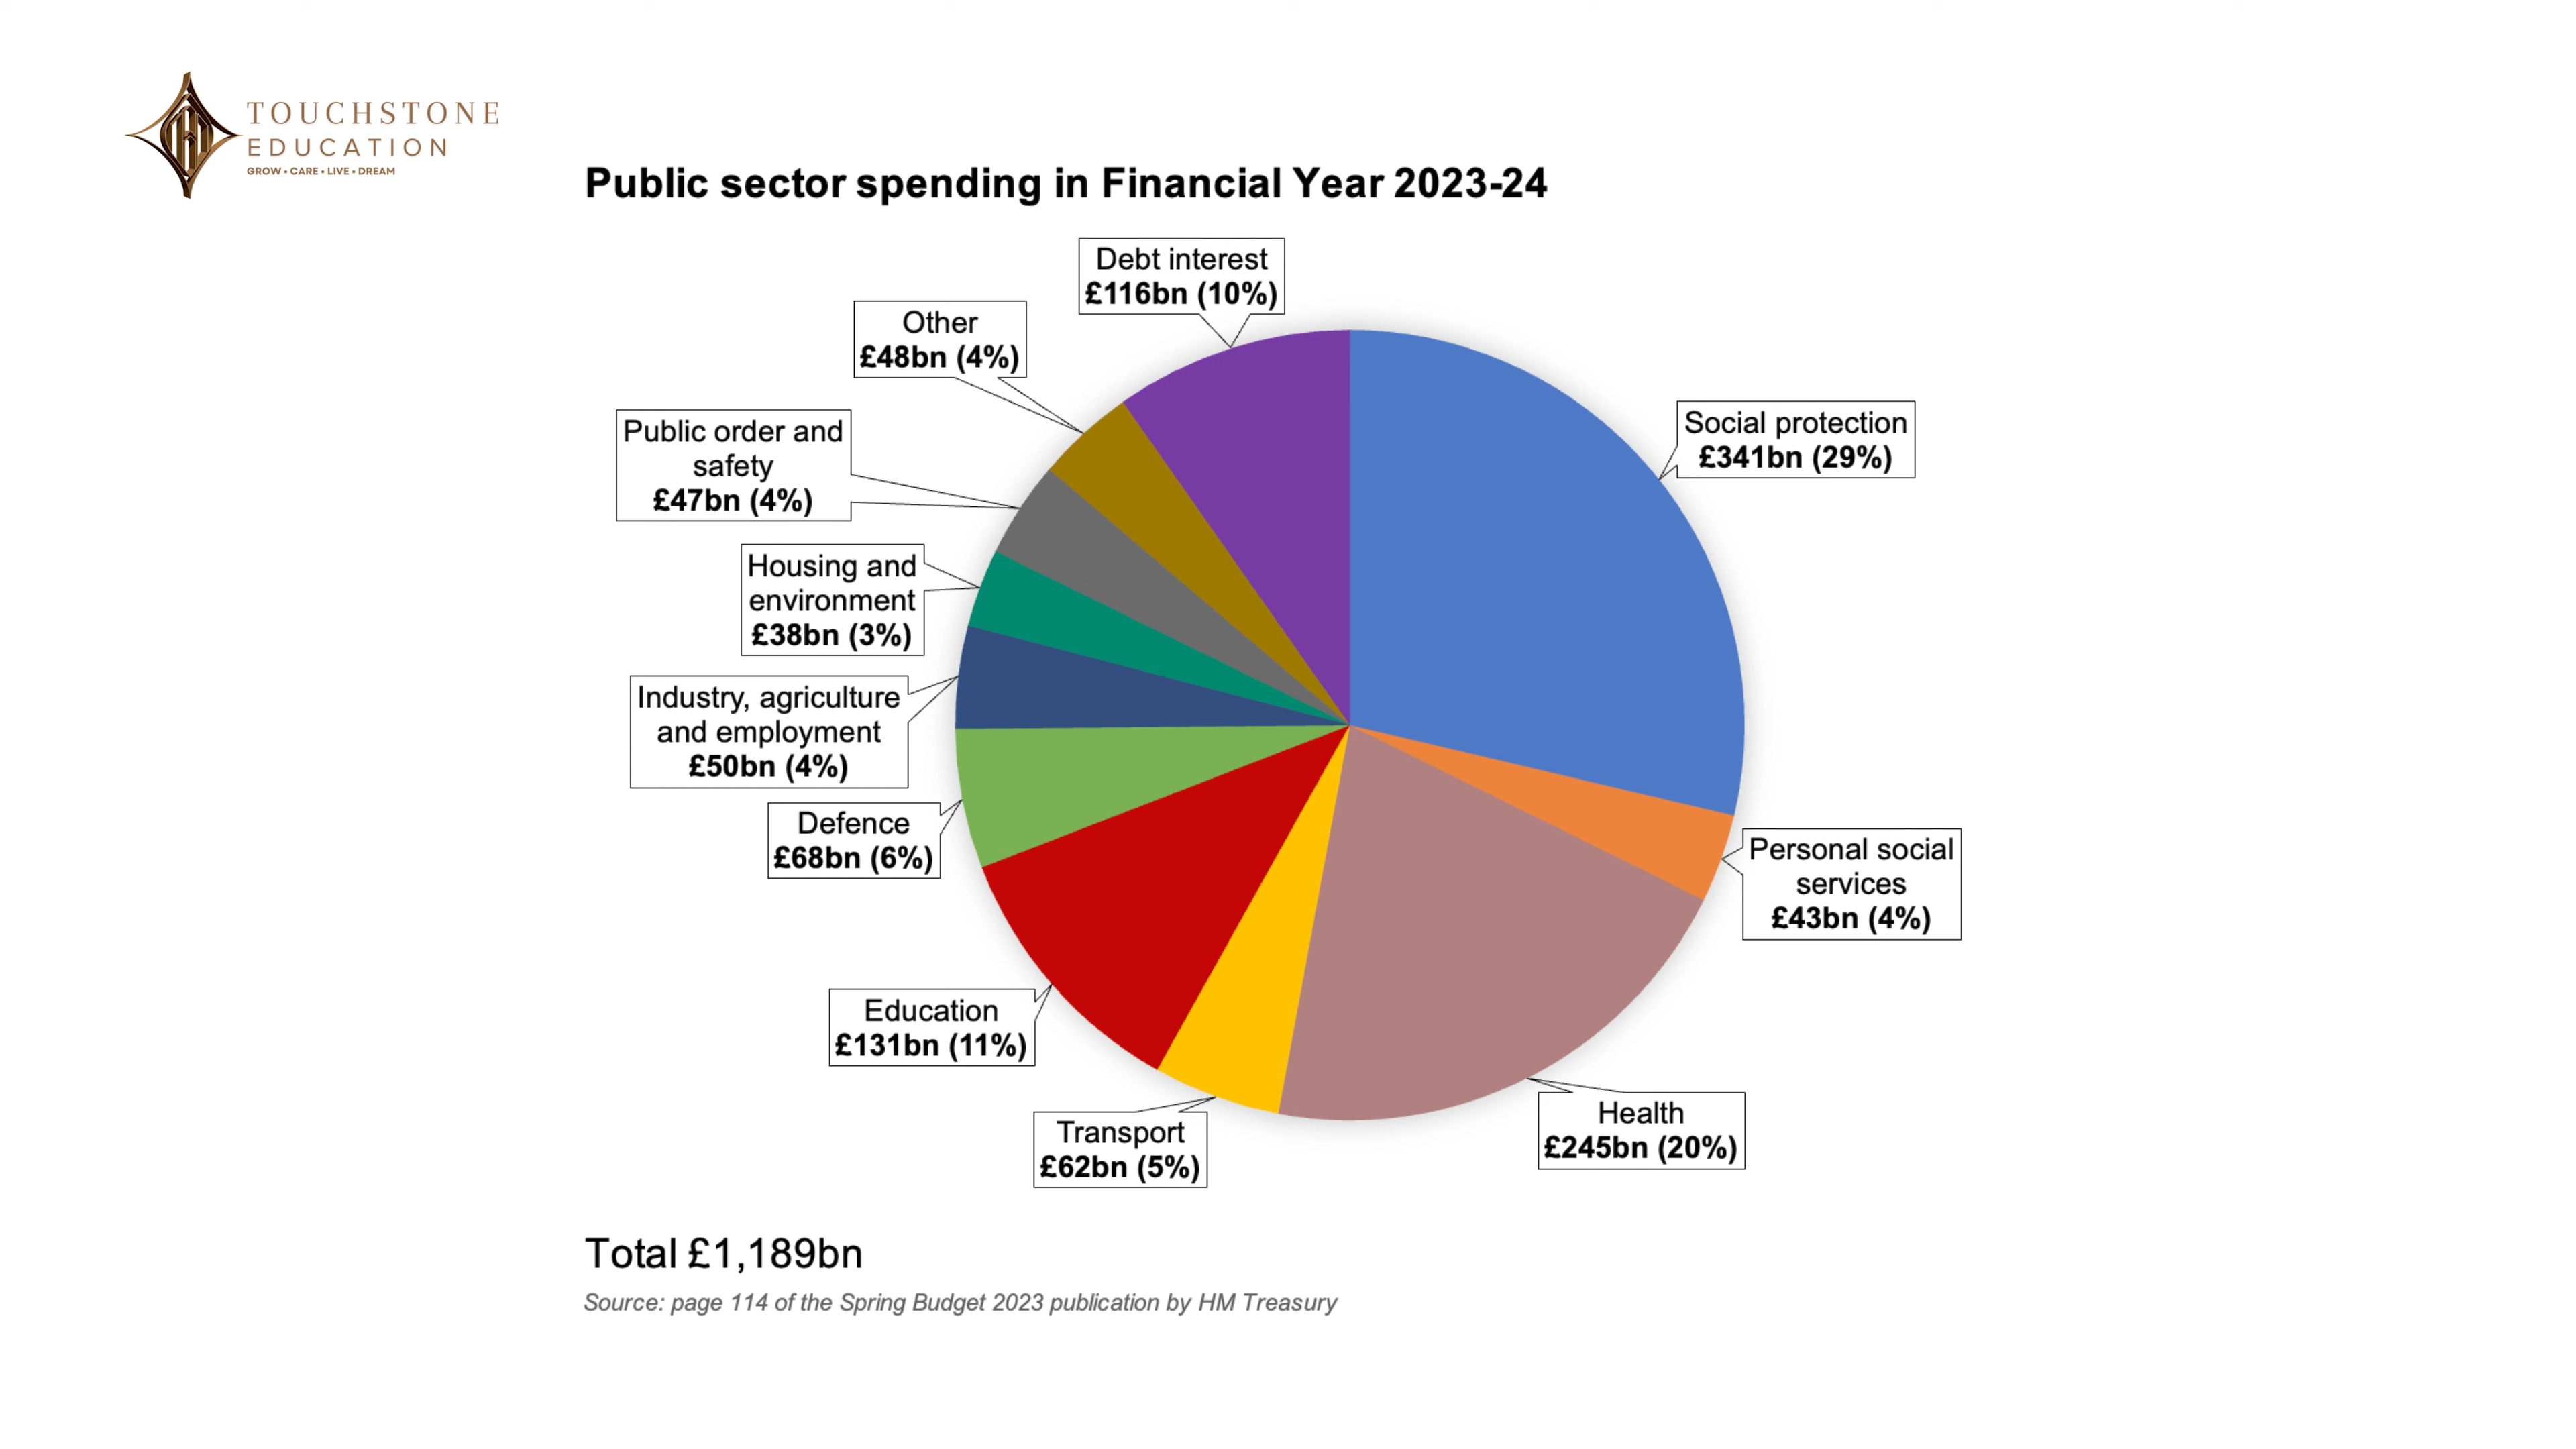 TOUCHSTONE
EDUCATION
GROW • CARE • LIVE • DREAM
Public sector spending in Financial Year 2023-24
Debt interest
£116bn (10%)
Other
£48bn (4%)
Public order and
safety
£47bn (4%)
Housing and
environment
£38bn (3%)
Industry, agriculture
and employment
£50bn (4%)
Defence
£68bn (6%)
Education
£131bn (11%)
Transport
£62bn (5%)
Social protection
£341bn (29%)
Personal social
services
£43bn (4%)
Health
£245bn (20%)
Total £1,189bn
Source: page 114 of the Spring Budget 2023 publication by HM Treasury